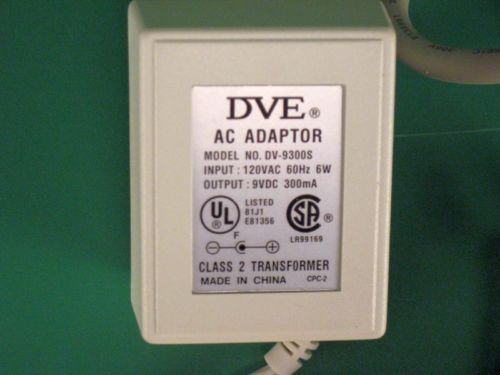 DVE®
AC ADAPTOR
MODEL NO. DV-9300S
INPUT : 120VAC 60Hz 6W
OUTPUT : 9VDC 300mA
UL
LISTED
81J1
E81356
SA ®
LR99169
F
CLASS 2 TRANSFORMER
MADE IN CHINA CPC-2